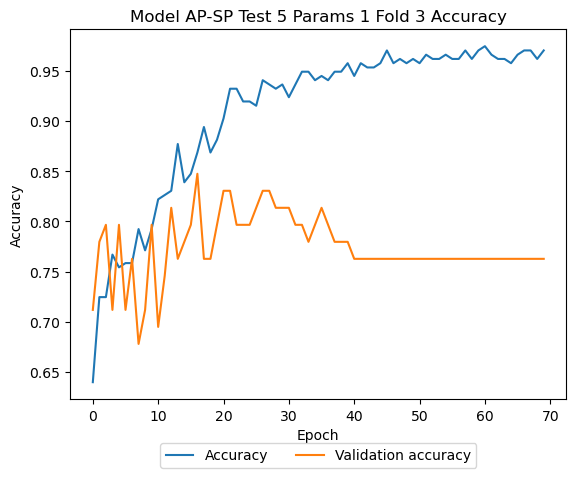 Model AP-SP Test 5 Params 1 Fold 3 Accuracy
Accuracy
0.95
0.90
0.85
0.80
0.75
0.70
0.65
0 10 20 30 40 50 60 70
Epoch
Accuracy Validation accuracy